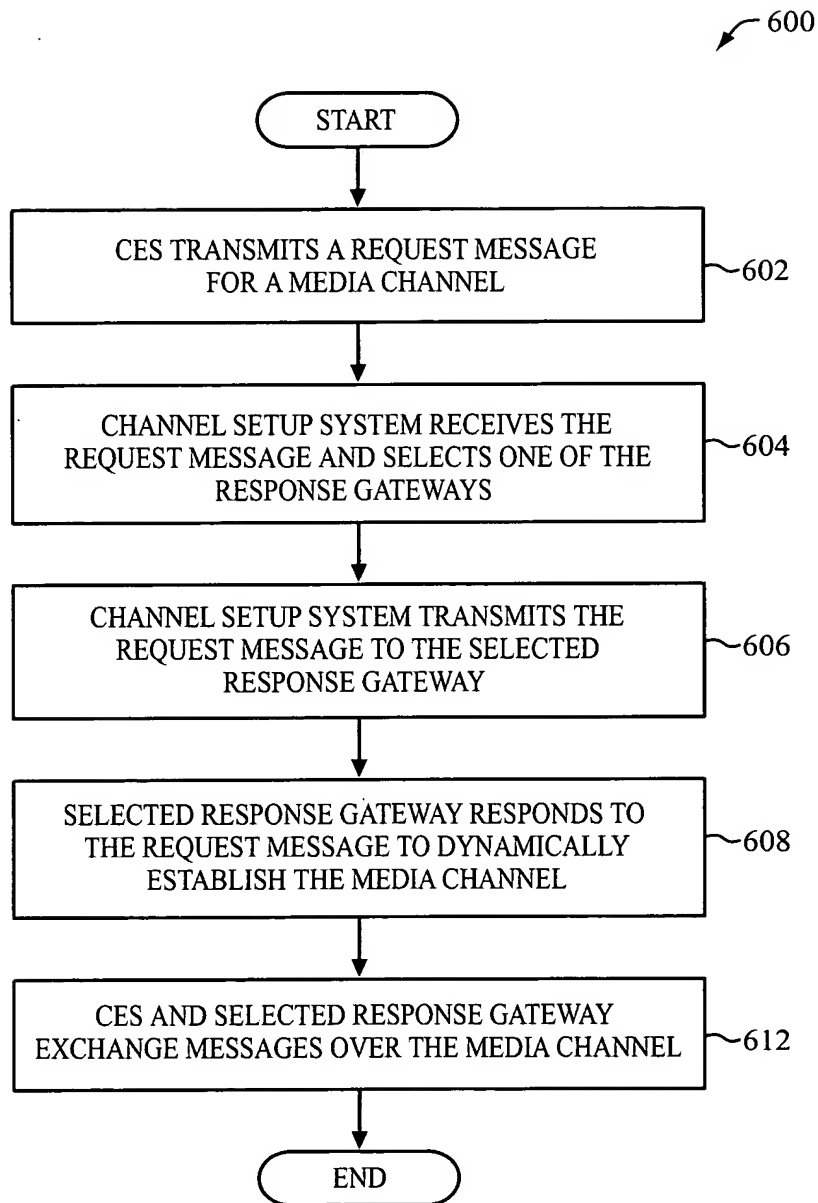 600
START
CES TRANSMITS A REQUEST MESSAGE
FOR A MEDIA CHANNEL
602
CHANNEL SETUP SYSTEM RECEIVES THE
REQUEST MESSAGE AND SELECTS ONE OF THE
RESPONSE GATEWAYS
604
CHANNEL SETUP SYSTEM TRANSMITS THE
REQUEST MESSAGE TO THE SELECTED
RESPONSE GATEWAY
606
SELECTED RESPONSE GATEWAY RESPONDS TO
THE REQUEST MESSAGE TO DYNAMICALLY
ESTABLISH THE MEDIA CHANNEL
608
CES AND SELECTED RESPONSE GATEWAY
EXCHANGE MESSAGES OVER THE MEDIA CHANNEL
612
END